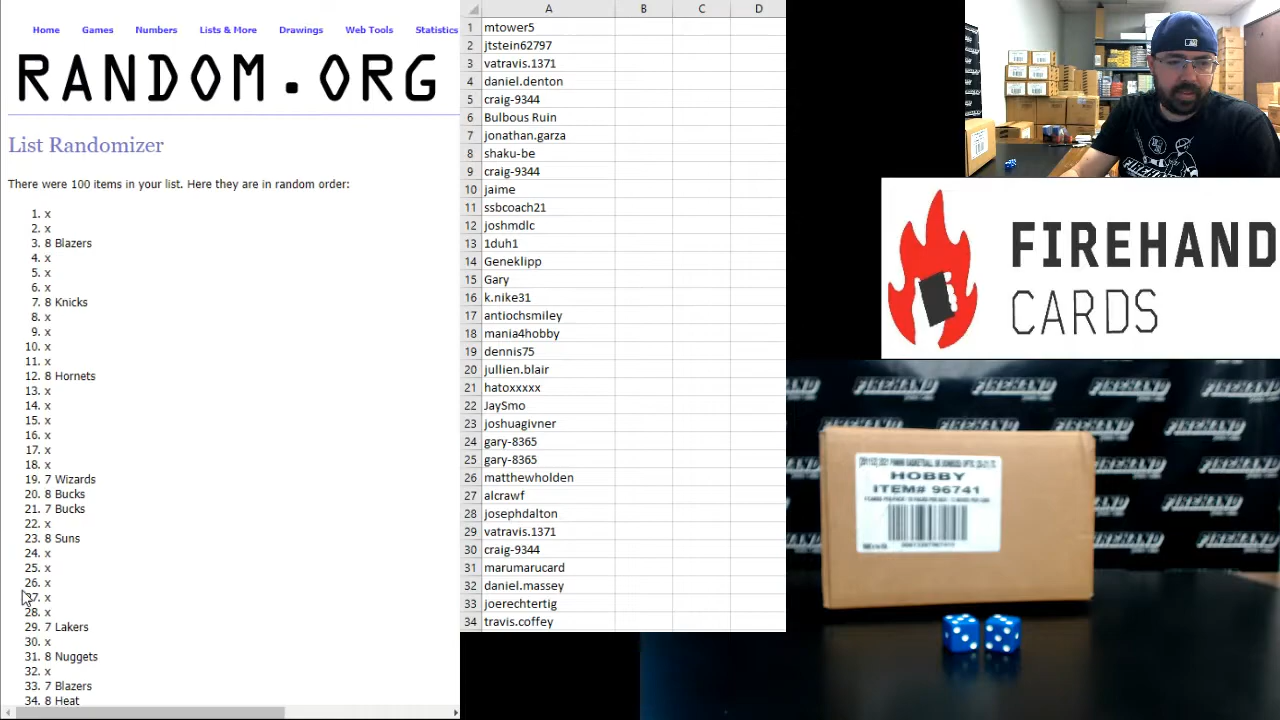 Home Games Numbers Lists & More Drawings Web Tools Statistics
RANDOM.ORG
List Randomizer
There were 100 items in your list. Here they are in random order:
1. x
2. x
3. 8 Blazers
4. x
5. x
6. x
7. 8 Knicks
8. x
9. x
10. x
11. x
12. 8 Hornets
13. x
14. x
15. x
16. x
17. x
18. x
19. 7 Wizards
20. 8 Bucks
21. 7 Bucks
22. x
23. 8 Suns
24. x
25. x
26. x
27. x
28. x
29. 7 Lakers
30. x
31. 8 Nuggets
32. x
33. 7 Blazers
34. 8 Heat
A B C D
1 mtower5
2 jtstein62797
3 vatravis.1371
4 daniel.denton
5 craig-9344
6 Bulbous Ruin
7 jonathan.garza
8 shaku-be
9 craig-9344
10 jaime
11 ssbcoach21
12 joshmdlc
13 1duh1
14 Geneklipp
15 Gary
16 k.nike31
17 antiochsmiley
18 mania4hobby
19 dennis75
20 jullien.blair
21 hatoxxxxx
22 JaySmo
23 joshuagivner
24 gary-8365
25 gary-8365
26 matthewholden
27 alcrawf
28 josephdalton
29 vatravis.1371
30 craig-9344
31 marumarucard
32 daniel.massey
33 joerechtertig
34 travis.coffey
FIREHAND
CARDS
FIREHAND
HOBBY
ITEM# 96741